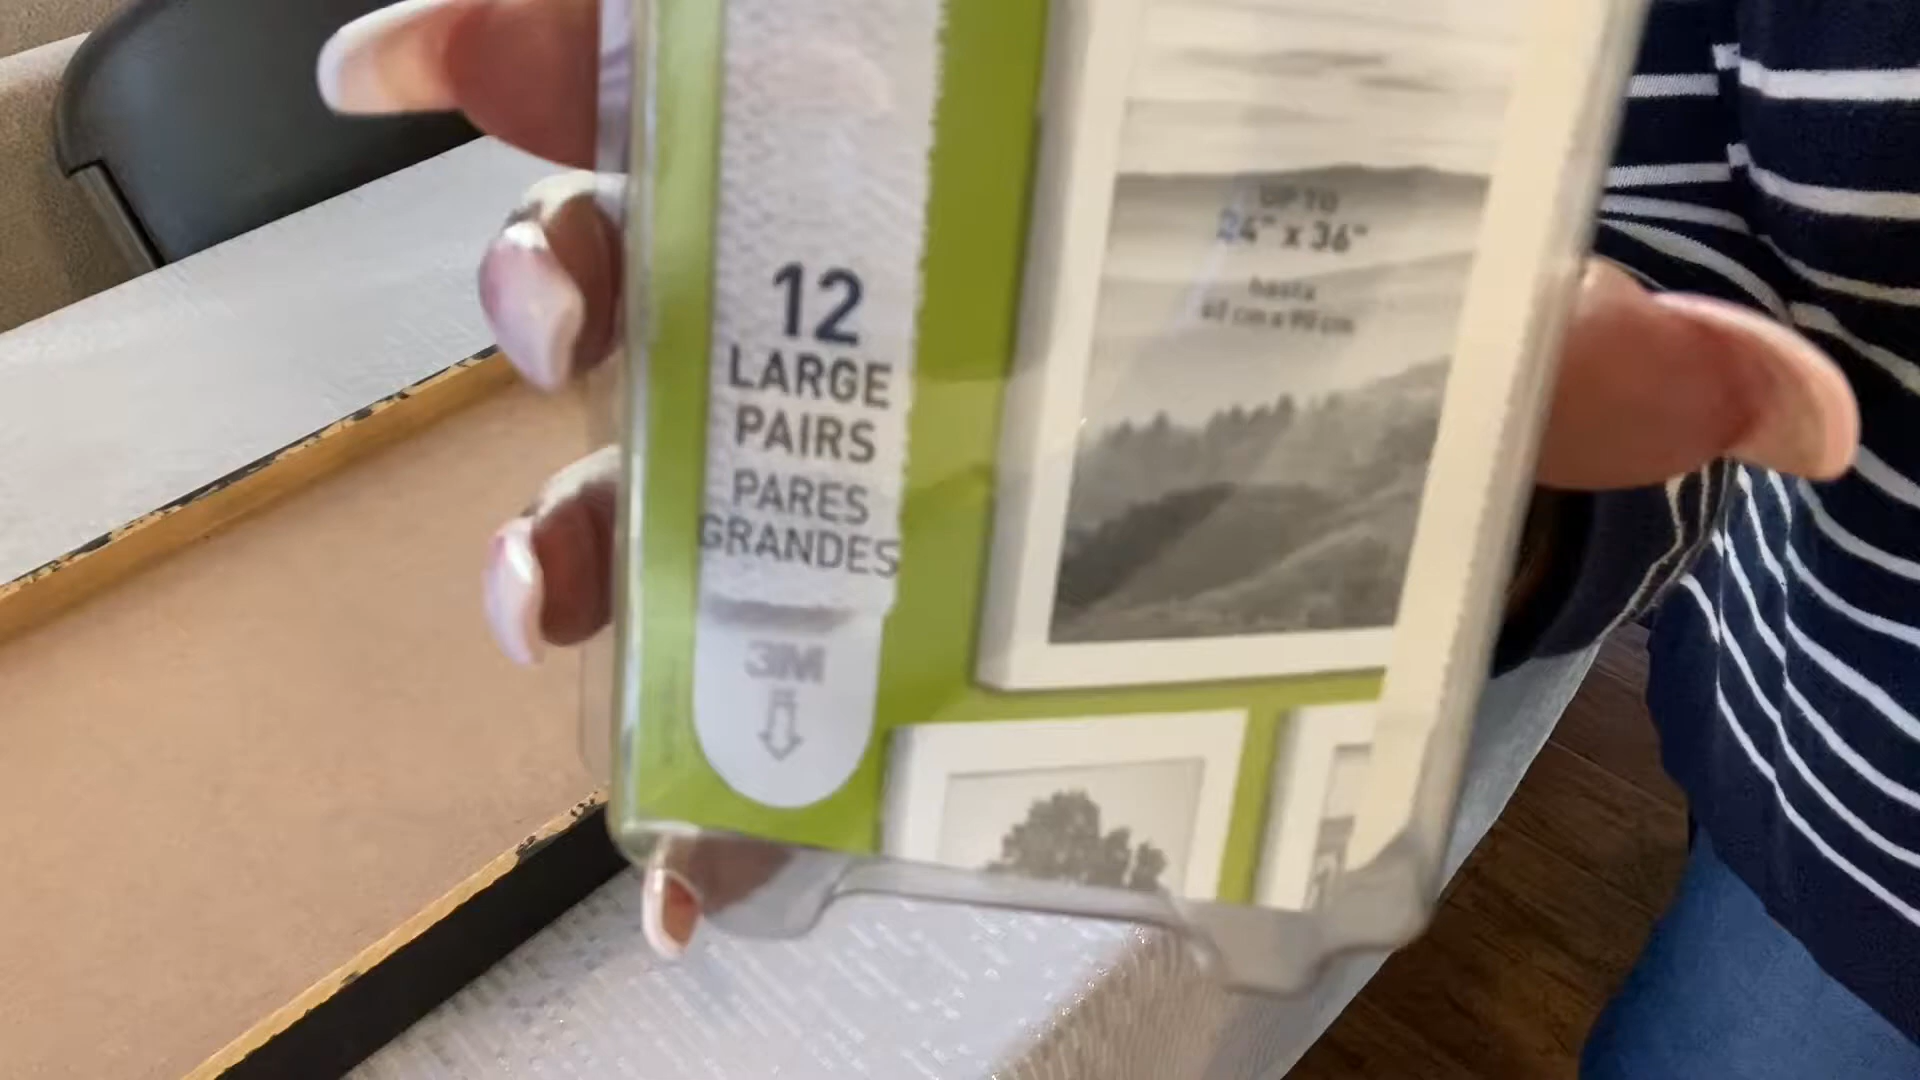 12
LARGE
PAIRS
PARES
GRANDES
3M
UP TO
24" x 36"
hasta